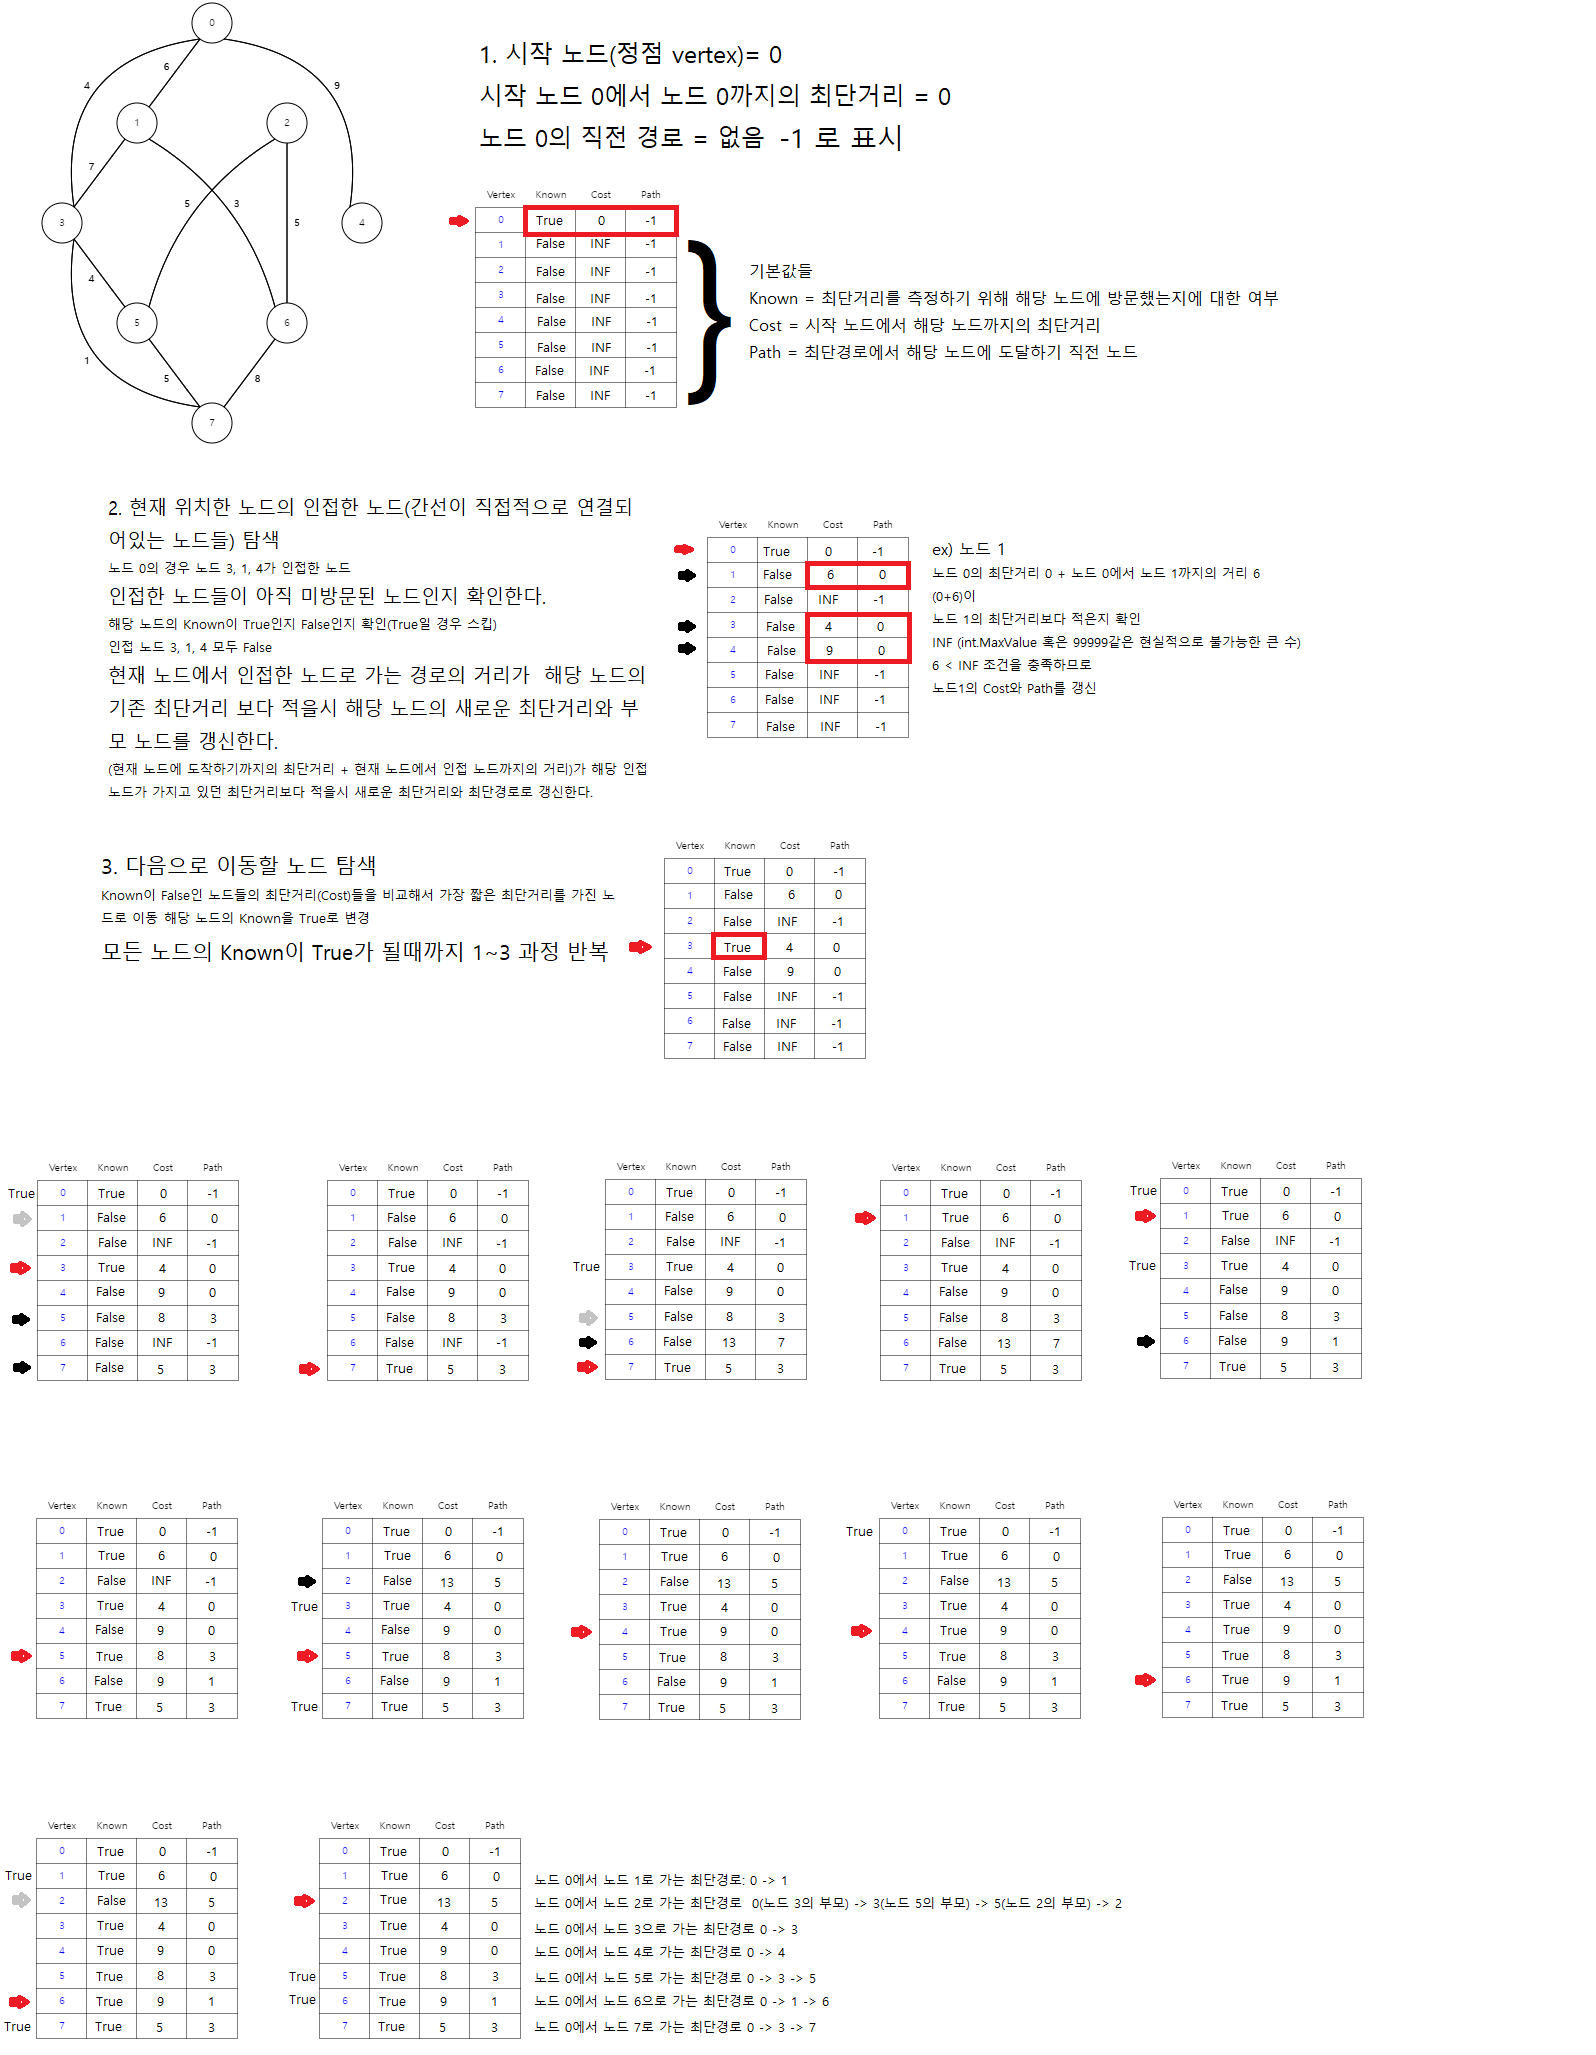 0
6
4
9
1
2
7
5
3
5
3
4
4
5
6
1
5
8
7
1. 시작 노드(정점 vertex)= 0
시작 노드 0에서 노드 0까지의 최단거리 = 0
노드 0의 직전 경로 = 없음 -1 로 표시
Vertex Known Cost Path
0 True 0 -1
1 False INF -1
2 False INF -1
3 False INF -1
4 False INF -1
5 False INF -1
6 False INF -1
7 False INF -1
}
기본값들
Known = 최단거리를 측정하기 위해 해당 노드에 방문했는지에 대한 여부
Cost = 시작 노드에서 해당 노드까지의 최단거리
Path = 최단경로에서 해당 노드에 도달하기 직전 노드
2. 현재 위치한 노드의 인접한 노드(간선이 직접적으로 연결되
어있는 노드들) 탐색
노드 0의 경우 노드 3, 1, 4가 인접한 노드
인접한 노드들이 아직 미방문된 노드인지 확인한다.
해당 노드의 Known이 True인지 False인지 확인(True일 경우 스킵)
인접 노드 3, 1, 4 모두 False
현재 노드에서 인접한 노드로 가는 경로의 거리가 해당 노드의
기존 최단거리 보다 적을시 해당 노드의 새로운 최단거리와 부
모 노드를 갱신한다.
(현재 노드에 도착하기까지의 최단거리 + 현재 노드에서 인접 노드까지의 거리)가 해당 인접
노드가 가지고 있던 최단거리보다 적을시 새로운 최단거리와 최단경로로 갱신한다.
Vertex Known Cost Path
0 True 0 -1
1 False 6 0
2 False INF -1
3 False 4 0
4 False 9 0
5 False INF -1
6 False INF -1
7 False INF -1
ex) 노드 1
노드 0의 최단거리 0 + 노드 0에서 노드 1까지의 거리 6
(0+6)이
노드 1의 최단거리보다 적은지 확인
INF (int.MaxValue 혹은 99999같은 현실적으로 불가능한 큰 수)
6 < INF 조건을 충족하므로
노드1의 Cost와 Path를 갱신
3. 다음으로 이동할 노드 탐색
Known이 False인 노드들의 최단거리(Cost)들을 비교해서 가장 짧은 최단거리를 가진 노
드로 이동 해당 노드의 Known을 True로 변경
모든 노드의 Known이 True가 될때까지 1~3 과정 반복
Vertex Known Cost Path
0 True 0 -1
1 False 6 0
2 False INF -1
3 True 4 0
4 False 9 0
5 False INF -1
6 False INF -1
7 False INF -1
Vertex Known Cost Path
True 0 True 0 -1
1 False 6 0
2 False INF -1
3 True 4 0
4 False 9 0
5 False 8 3
6 False INF -1
7 False 5 3
Vertex Known Cost Path
0 True 0 -1
1 False 6 0
2 False INF -1
3 True 4 0
4 False 9 0
5 False 8 3
6 False INF -1
7 True 5 3
Vertex Known Cost Path
0 True 0 -1
1 False 6 0
2 False INF -1
True 3 True 4 0
4 False 9 0
5 False 8 3
6 False 13 7
7 True 5 3
Vertex Known Cost Path
0 True 0 -1
1 True 6 0
2 False INF -1
3 True 4 0
4 False 9 0
5 False 8 3
6 False 13 7
7 True 5 3
Vertex Known Cost Path
True 0 True 0 -1
1 True 6 0
2 False INF -1
True 3 True 4 0
4 False 9 0
5 False 8 3
6 False 9 1
7 True 5 3
Vertex Known Cost Path
0 True 0 -1
1 True 6 0
2 False INF -1
3 True 4 0
4 False 9 0
5 True 8 3
6 False 9 1
7 True 5 3
Vertex Known Cost Path
0 True 0 -1
1 True 6 0
2 False 13 5
True 3 True 4 0
4 False 9 0
5 True 8 3
6 False 9 1
True 7 True 5 3
Vertex Known Cost Path
0 True 0 -1
1 True 6 0
2 False 13 5
3 True 4 0
4 True 9 0
5 True 8 3
6 False 9 1
7 True 5 3
Vertex Known Cost Path
True 0 True 0 -1
1 True 6 0
2 False 13 5
3 True 4 0
4 True 9 0
5 True 8 3
6 False 9 1
7 True 5 3
Vertex Known Cost Path
0 True 0 -1
1 True 6 0
2 False 13 5
3 True 4 0
4 True 9 0
5 True 8 3
6 True 9 1
7 True 5 3
Vertex Known Cost Path
0 True 0 -1
True 1 True 6 0
2 False 13 5
3 True 4 0
4 True 9 0
5 True 8 3
6 True 9 1
True 7 True 5 3
Vertex Known Cost Path
0 True 0 -1
1 True 6 0
2 True 13 5
3 True 4 0
4 True 9 0
True 5 True 8 3
True 6 True 9 1
7 True 5 3
노드 0에서 노드 1로 가는 최단경로: 0 -> 1
노드 0에서 노드 2로 가는 최단경로 0(노드 3의 부모) -> 3(노드 5의 부모) -> 5(노드 2의 부모) -> 2
노드 0에서 노드 3으로 가는 최단경로 0 -> 3
노드 0에서 노드 4로 가는 최단경로 0 -> 4
노드 0에서 노드 5로 가는 최단경로 0 -> 3 -> 5
노드 0에서 노드 6으로 가는 최단경로 0 -> 1 -> 6
노드 0에서 노드 7로 가는 최단경로 0 -> 3 -> 7